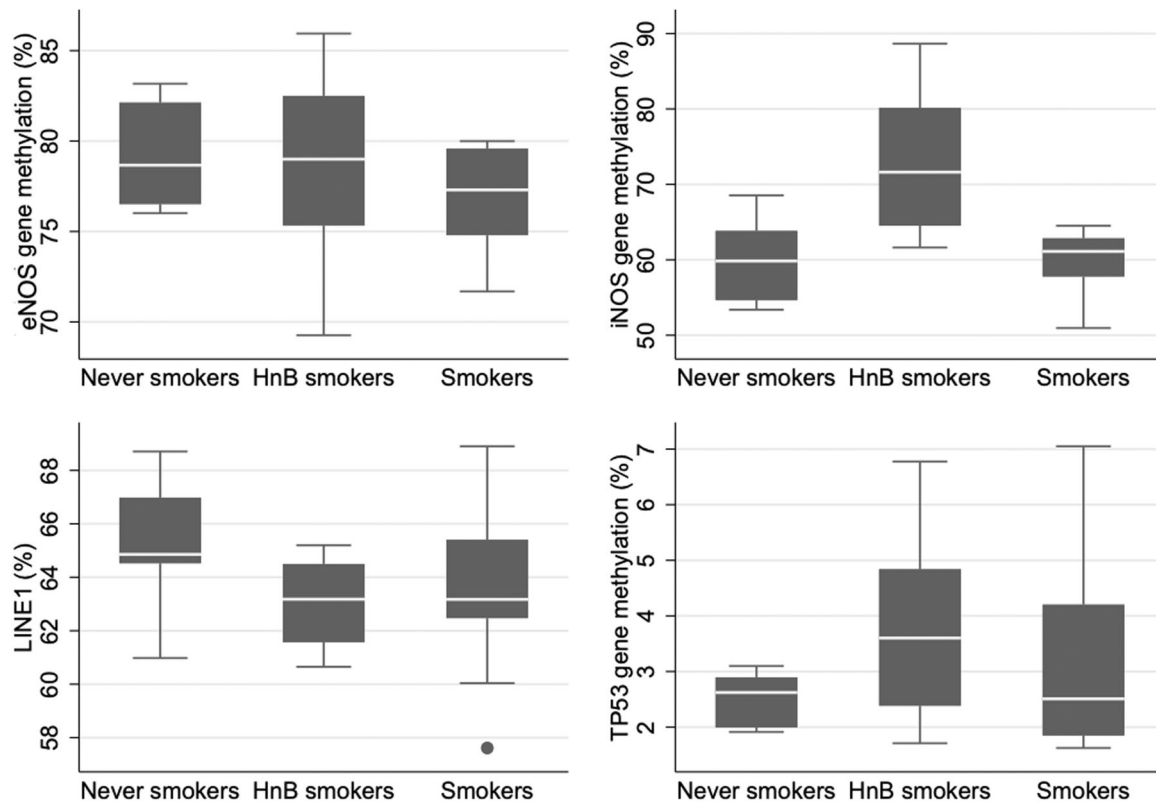 eNOS gene methylation (%)
85
80
75
70
Never smokers HnB smokers Smokers
iNOS gene methylation (%)
90
80
70
60
50
Never smokers HnB smokers Smokers
LINE1 (%)
68
66
64
62
60
58
Never smokers HnB smokers Smokers
TP53 gene methylation (%)
7
6
5
4
3
2
Never smokers HnB smokers Smokers